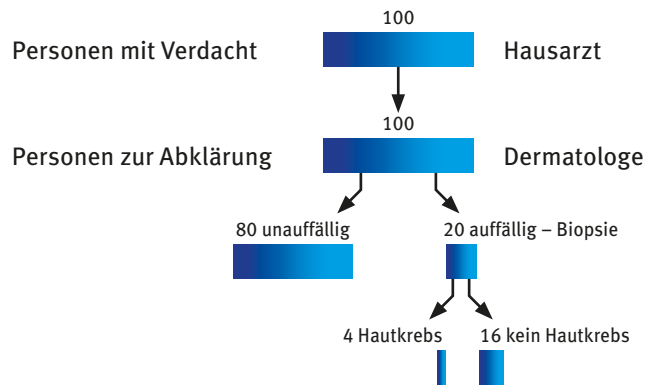 100
Personen mit Verdacht
Hausarzt
100
Personen zur Abklärung
Dermatologe
80 unauffällig
20 auffällig – Biopsie
4 Hautkrebs
16 kein Hautkrebs